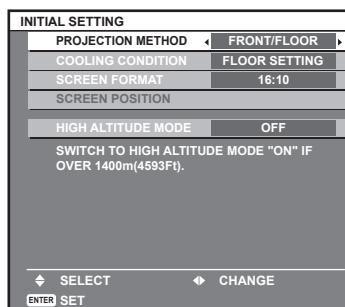 INITIAL SETTING
PROJECTION METHOD FRONT/FLOOR
COOLING CONDITION FLOOR SETTING
SCREEN FORMAT 16:10
SCREEN POSITION
HIGH ALTITUDE MODE OFF
SWITCH TO HIGH ALTITUDE MODE "ON" IF
OVER 1400m(4593Ft).
SELECT CHANGE
ENTER SET